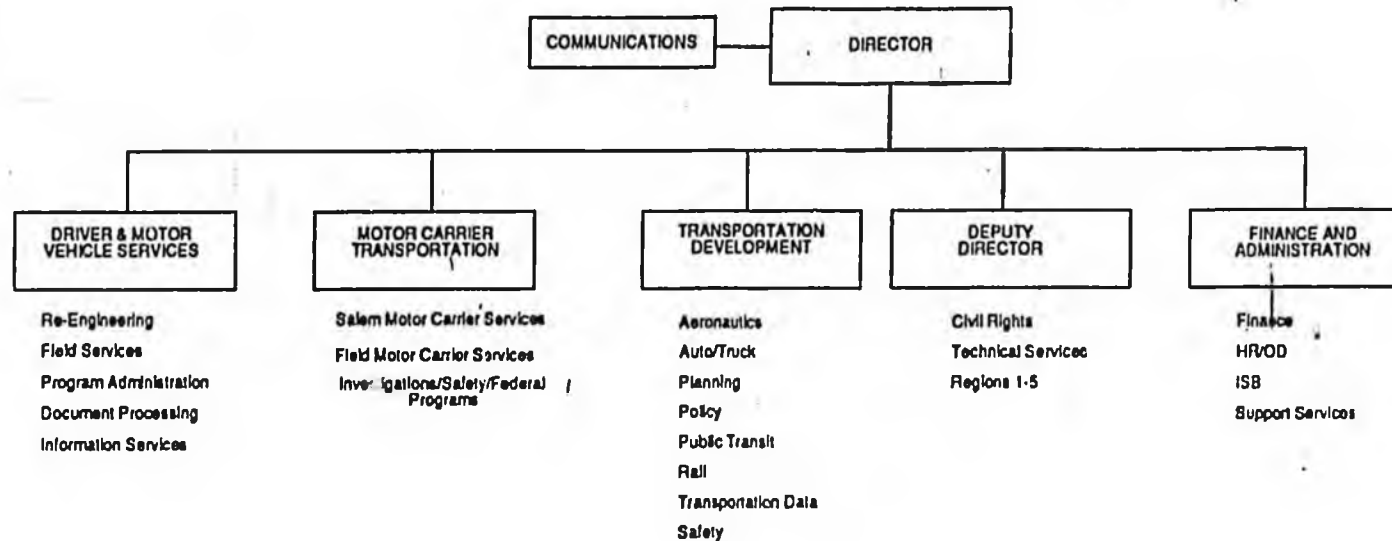 COMMUNICATIONS
DIRECTOR
DRIVER & MOTOR
VEHICLE SERVICES
Re-Engineering
Field Services
Program Administration
Document Processing
Information Services
MOTOR CARRIER
TRANSPORTATION
Salem Motor Carrier Services
Field Motor Carrier Services
Investigations/Safety/Federal
Programs
TRANSPORTATION
DEVELOPMENT
Aeronautics
Auto/Truck
Planning
Policy
Public Transit
Rail
Transportation Data
Safety
DEPUTY
DIRECTOR
Civil Rights
Technical Services
Regions 1-5
FINANCE AND
ADMINISTRATION
Finance
HR/OD
ISB
Support Services